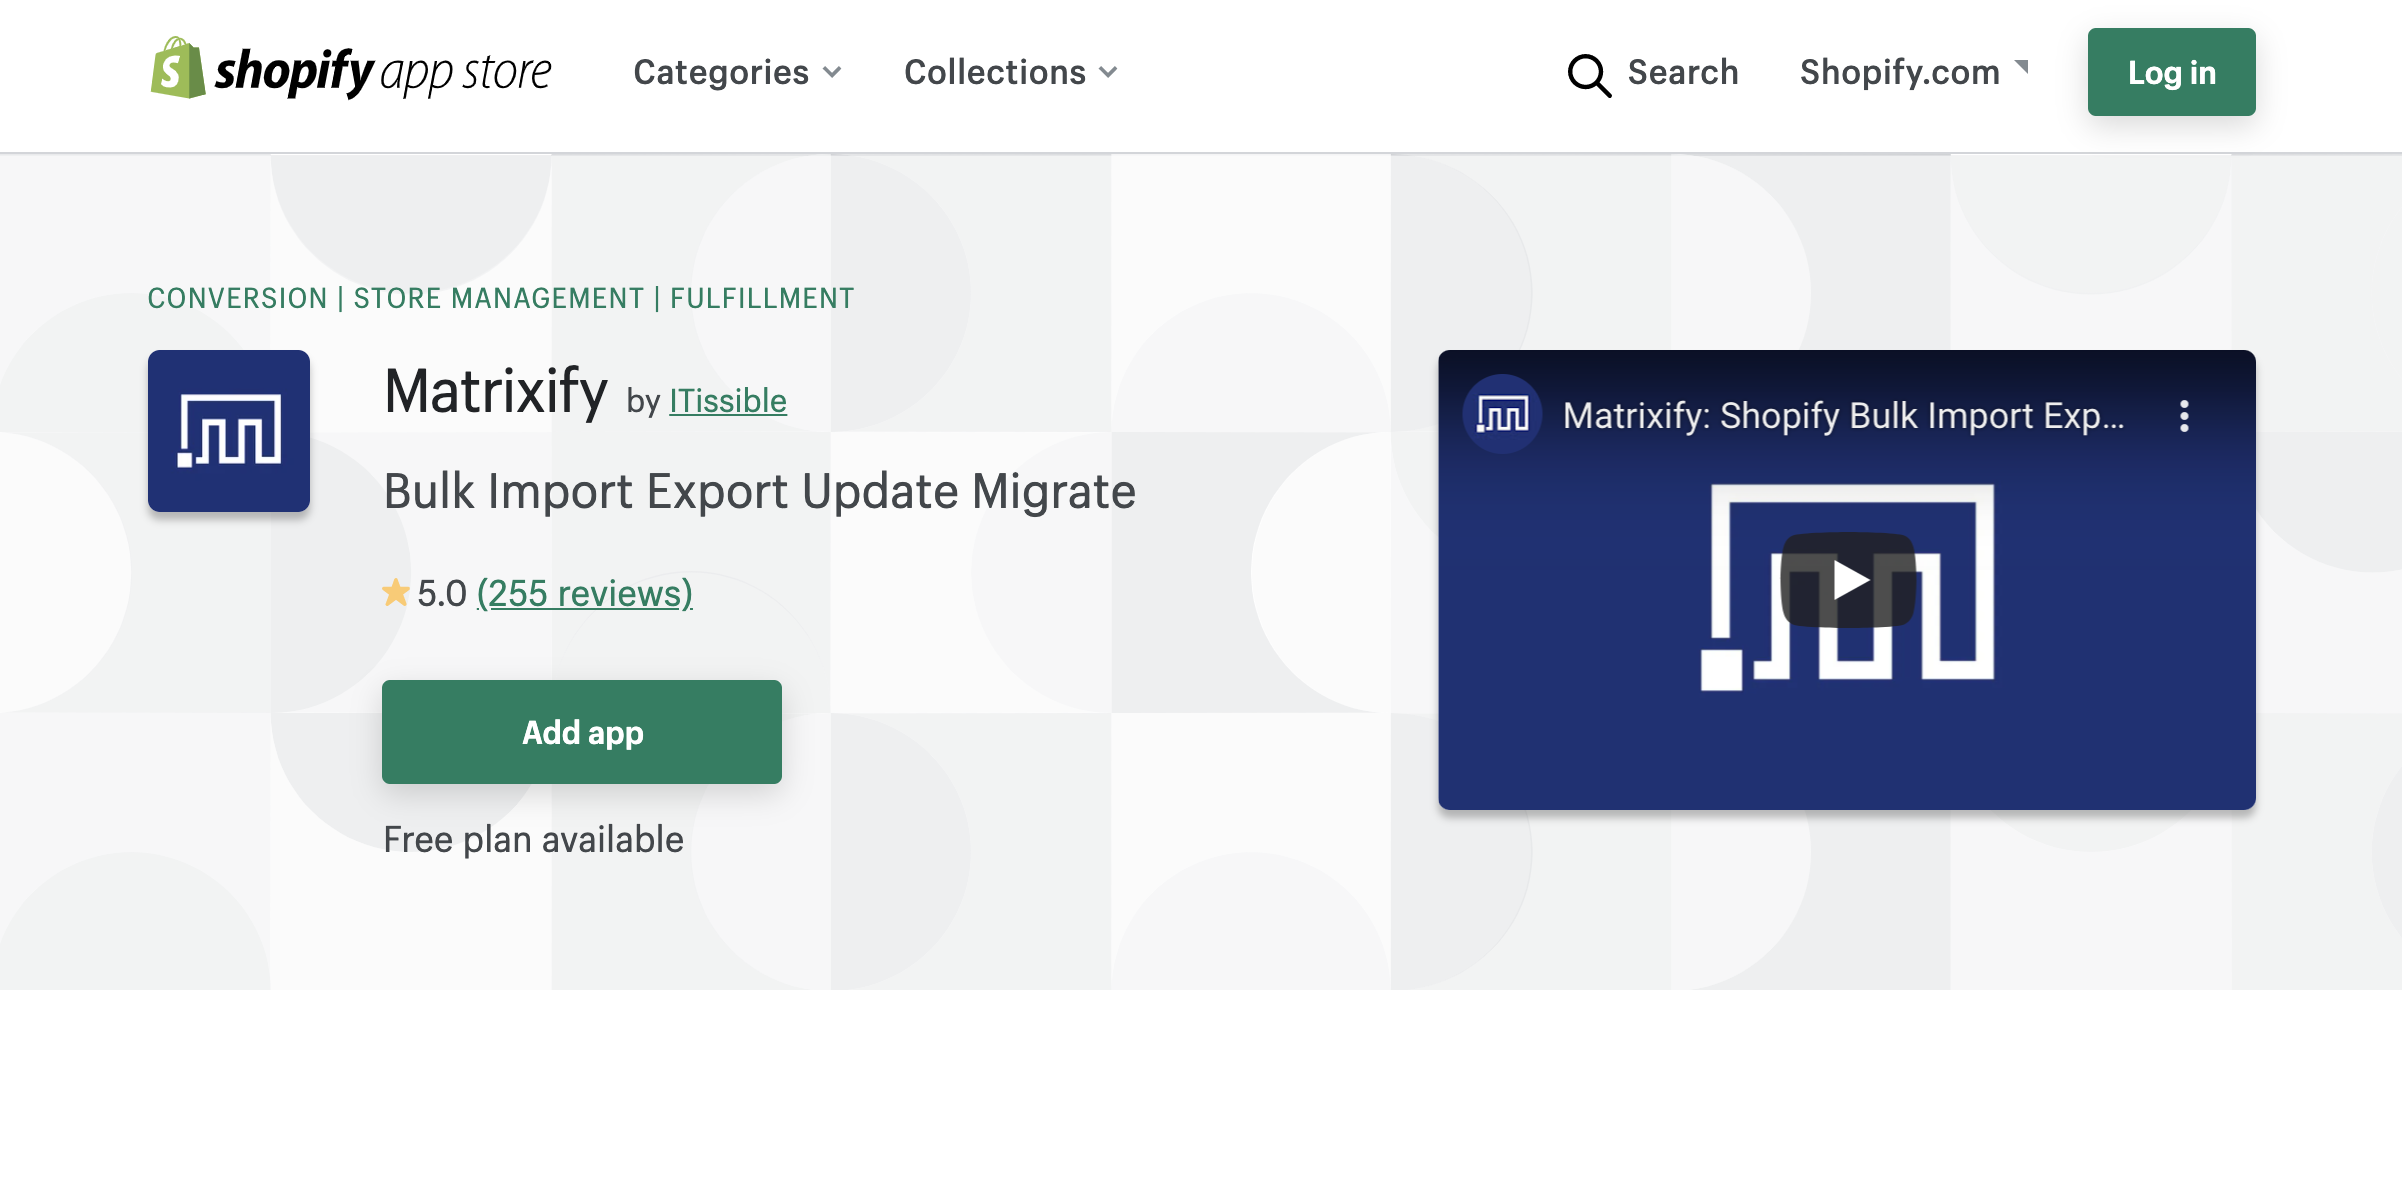 shopify app store
Categories
Collections
Search
Shopify.com
Log in
CONVERSION | STORE MANAGEMENT | FULFILLMENT
Matrixify by ITissible
Bulk Import Export Update Migrate
5.0 (255 reviews)
Add app
Free plan available
Matrixify: Shopify Bulk Import Exp...